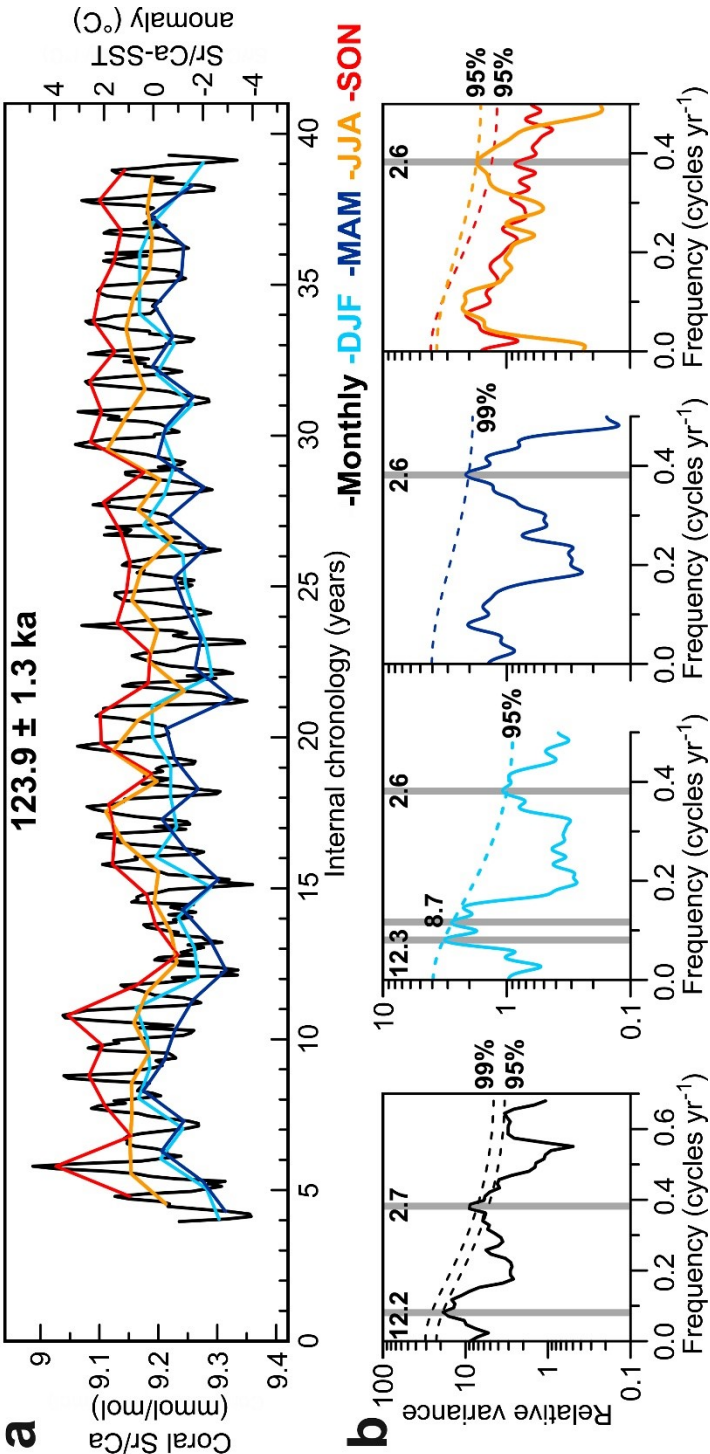 a
123.9 ± 1.3 ka
Coral Sr/Ca
(mmol/mol)
9
9.1
9.2
9.3
9.4
Sr/Ca-SST
anomaly (°C)
4
2
0
-2
-4
0 5 10 15 20 25 30 35 40
Internal chronology (years)
-Monthly -DJF -MAM -JJA -SON
b
Relative variance
100
10
1
0.1
12.2 2.7
99%
95%
0.0 0.2 0.4 0.6
Frequency (cycles yr-1)
10
1
0.1
12.3 8.7 2.6
95%
0.0 0.2 0.4
Frequency (cycles yr-1)
2.6
99%
0.0 0.2 0.4
Frequency (cycles yr-1)
2.6
95%
95%
0.0 0.2 0.4
Frequency (cycles yr-1)